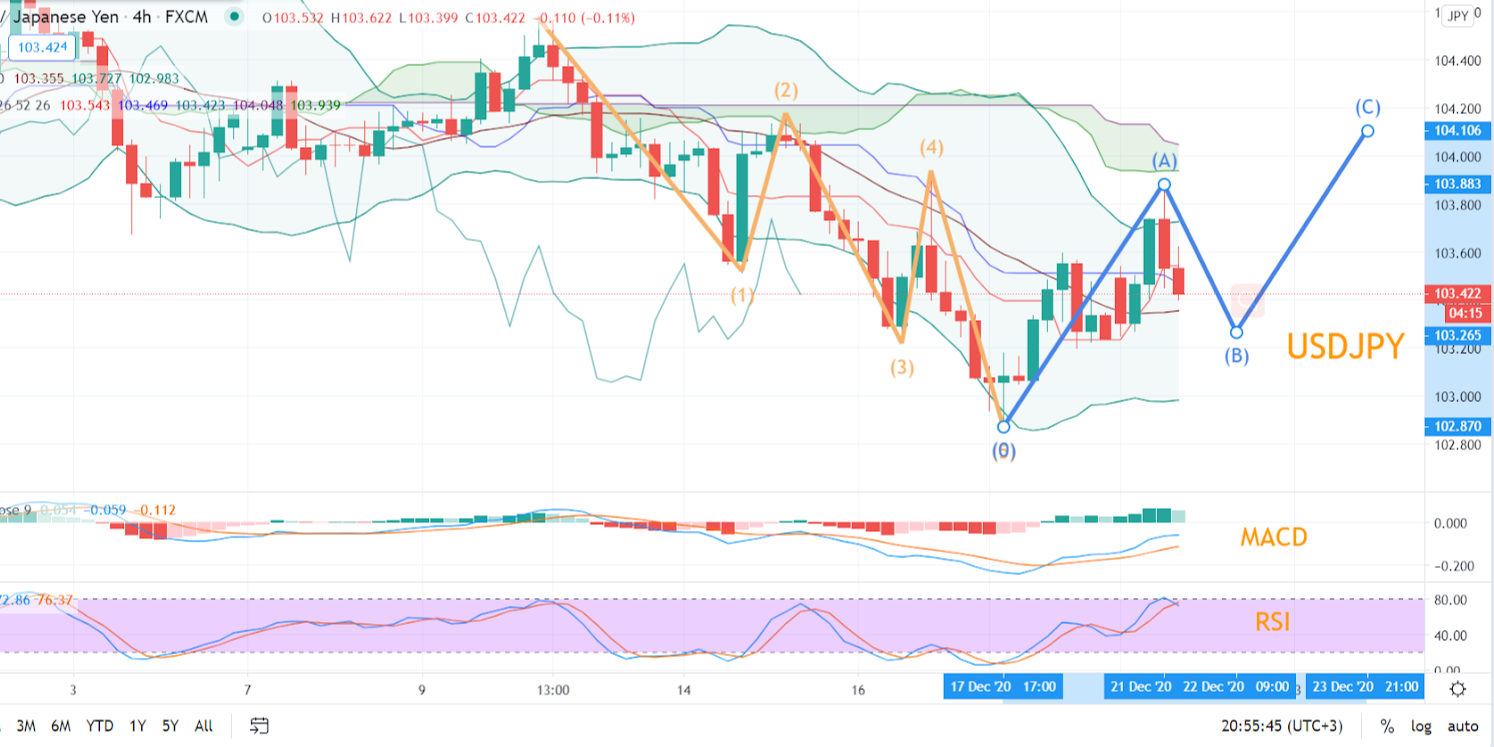 / Japanese Yen · 4h · FXCM O103.532 H103.622 L103.399 C103.422 −0.110 (−0.11%)
JPY
103.424
103.355 103.727 102.983
26 52 26 103.543 103.469 103.423 104.048 103.939
104.400
104.200
104.106
104.000
103.883
103.800
103.600
103.422
04:15
103.265
103.200
103.000
102.870
102.800
(1)
(2)
(3)
(4)
(0)
(A)
(B)
(C)
USDJPY
ose 9 0.054 −0.059 −0.112
MACD
0.000
−0.200
72.86 76.37
RSI
80.00
40.00
0.00
3 7 9 13:00 14 16 17 Dec '20 17:00 21 Dec '20 22 Dec '20 09:00 3 23 Dec '20 21:00
3M 6M YTD 1Y 5Y All 20:55:45 (UTC+3) % log auto